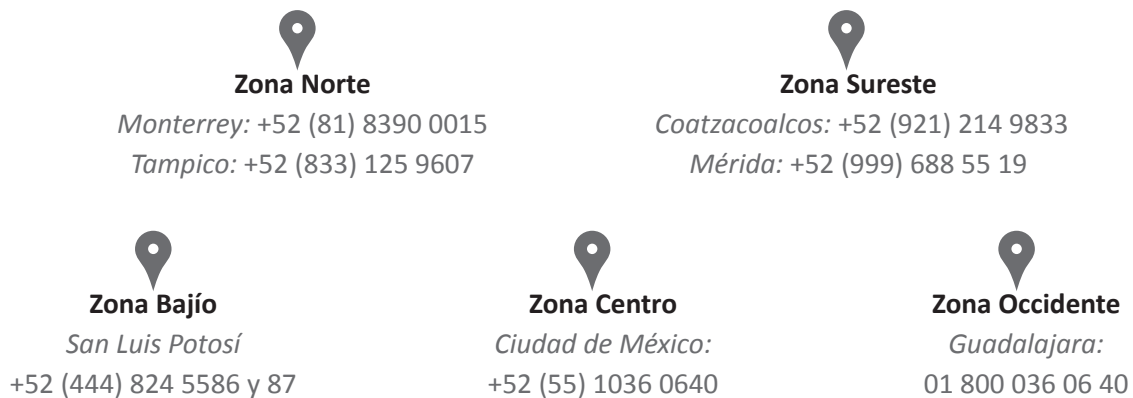 Zona Norte
Monterrey: +52 (81) 8390 0015
Tampico: +52 (833) 125 9607
Zona Sureste
Coatzacoalcos: +52 (921) 214 9833
Mérida: +52 (999) 688 55 19
Zona Bajío
San Luis Potosí
+52 (444) 824 5586 y 87
Zona Centro
Ciudad de México:
+52 (55) 1036 0640
Zona Occidente
Guadalajara:
01 800 036 06 40